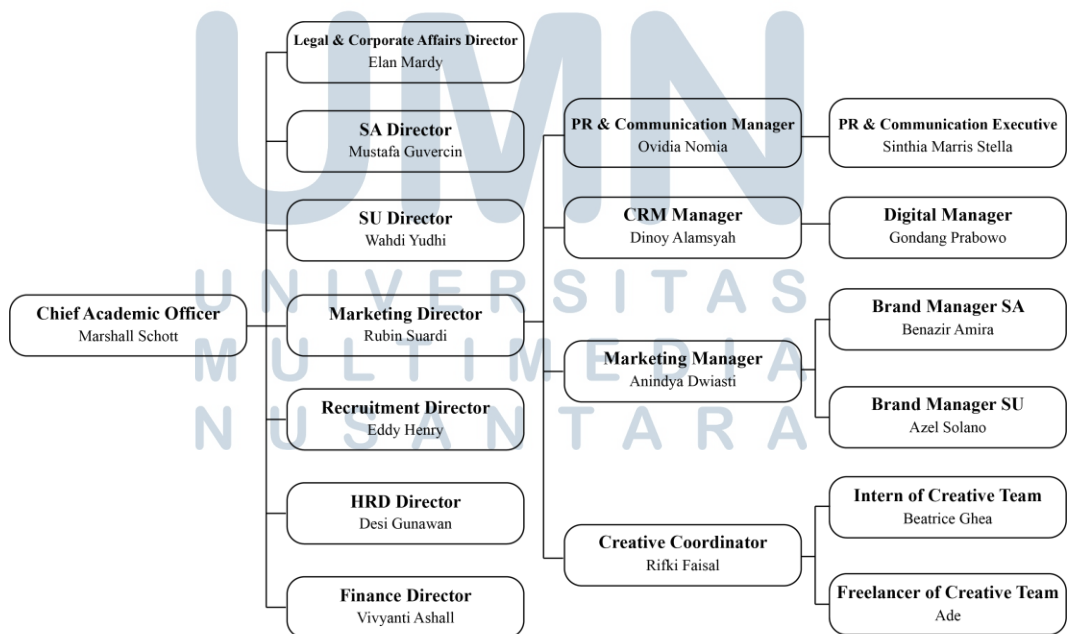 UMN
UNIVERSITAS
MULTIMEDIA
NUSANTARA
Chief Academic Officer
Marshall Schott
Legal & Corporate Affairs Director
Elan Mardy
SA Director
Mustafa Guvercin
SU Director
Wahdi Yudhi
Marketing Director
Rubin Suardi
Recruitment Director
Eddy Henry
HRD Director
Desi Gunawan
Finance Director
Vivyanti Ashall
PR & Communication Manager
Ovidia Nomia
CRM Manager
Dinoy Alamsyah
Marketing Manager
Anindya Dwiasti
Creative Coordinator
Rifki Faisal
PR & Communication Executive
Sinthia Marris Stella
Digital Manager
Gondang Prabowo
Brand Manager SA
Benazir Amira
Brand Manager SU
Azel Solano
Intern of Creative Team
Beatrice Ghea
Freelancer of Creative Team
Ade